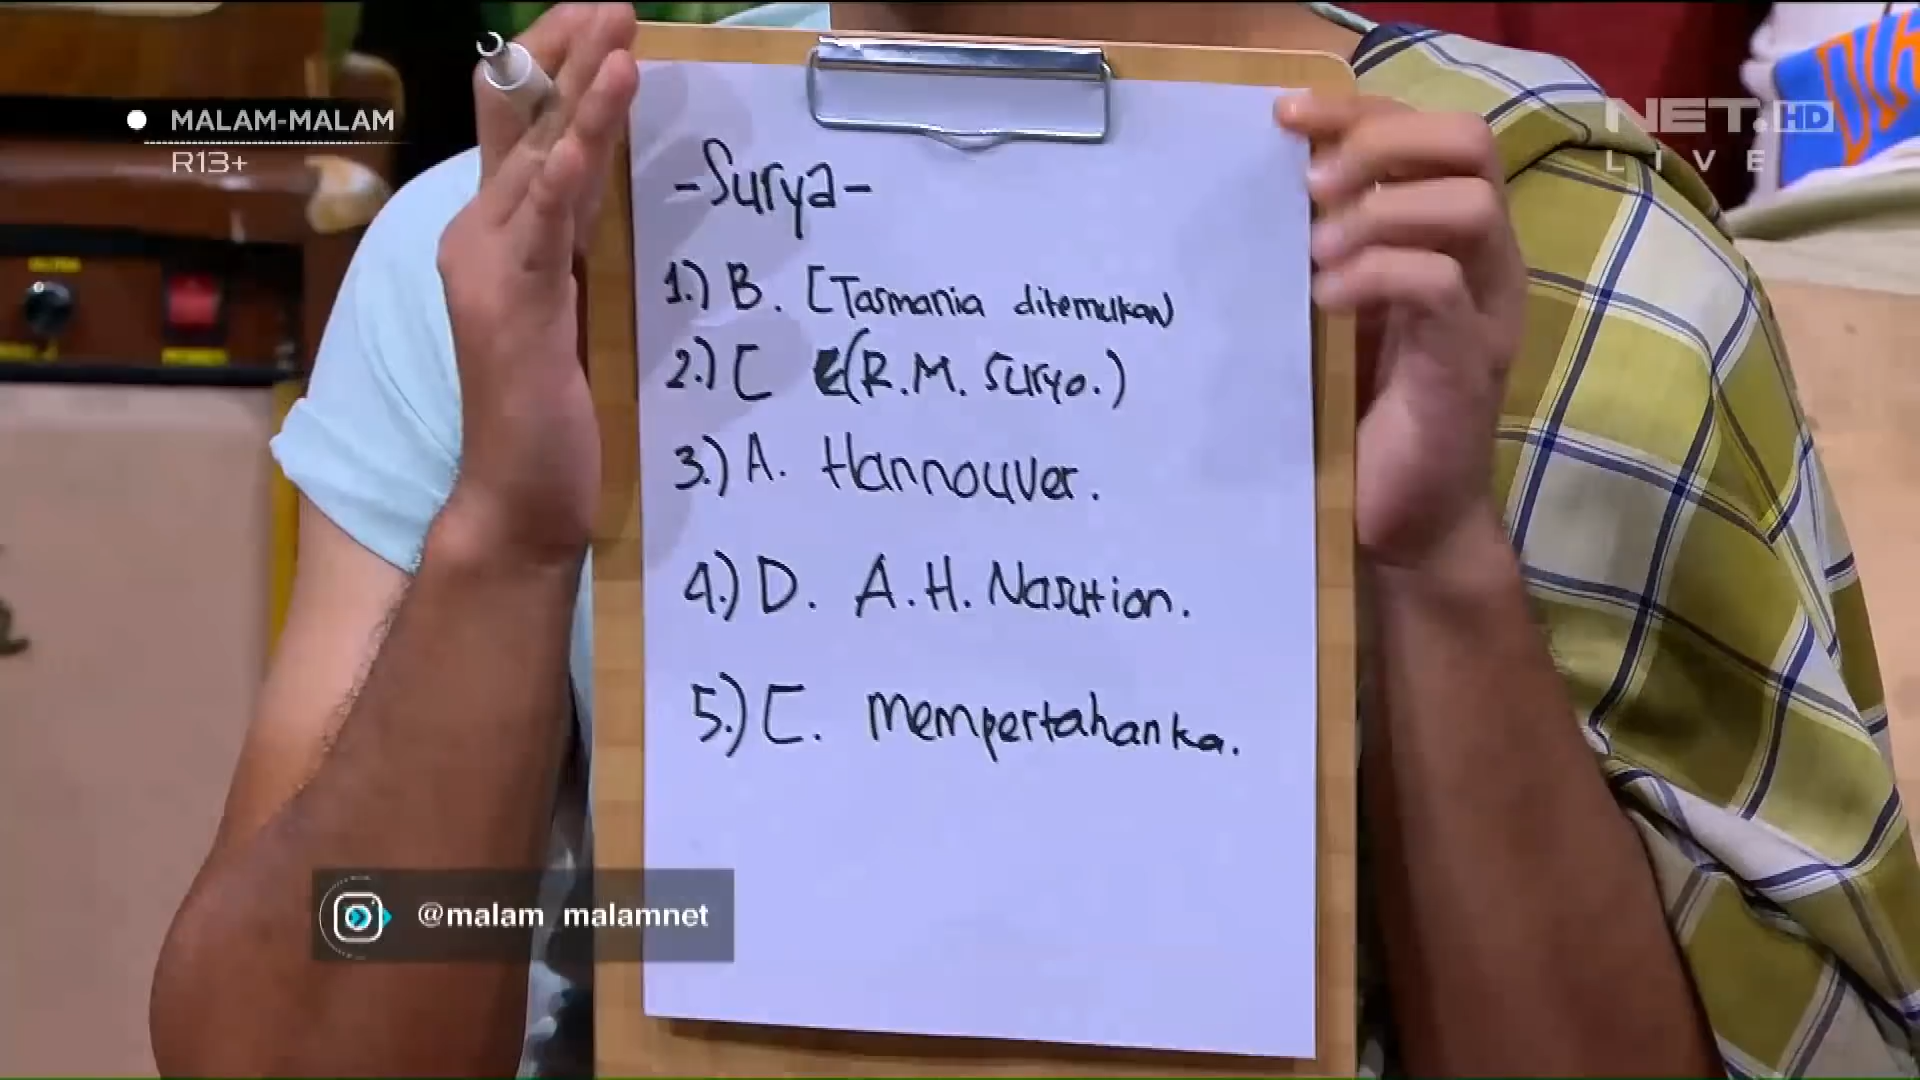 MALAM-MALAM
R13+
NET.HD
LIVE
-Surya-
1.) B. [Tasmania ditemukan
2.) C (R.M. Suryo.)
3.) A. Hannouver.
4.) D. A.H. Nasution.
5.) C. mempertahanka.
@malam_malamnet